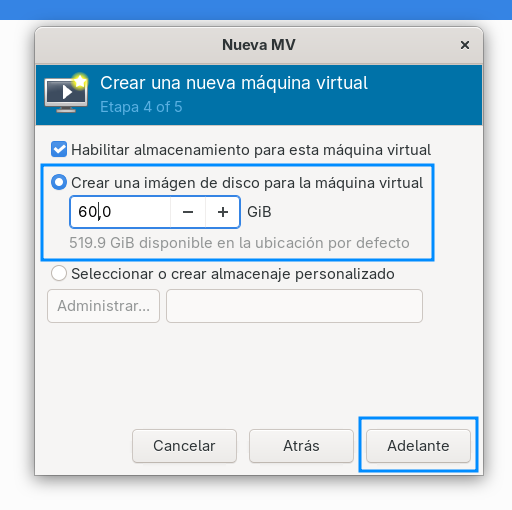 Nueva MV
Crear una nueva máquina virtual
Etapa 4 of 5
Habilitar almacenamiento para esta máquina virtual
Crear una imágen de disco para la máquina virtual
60,0 − + GiB
519.9 GiB disponible en la ubicación por defecto
Seleccionar o crear almacenaje personalizado
Administrar...
Cancelar Atrás Adelante